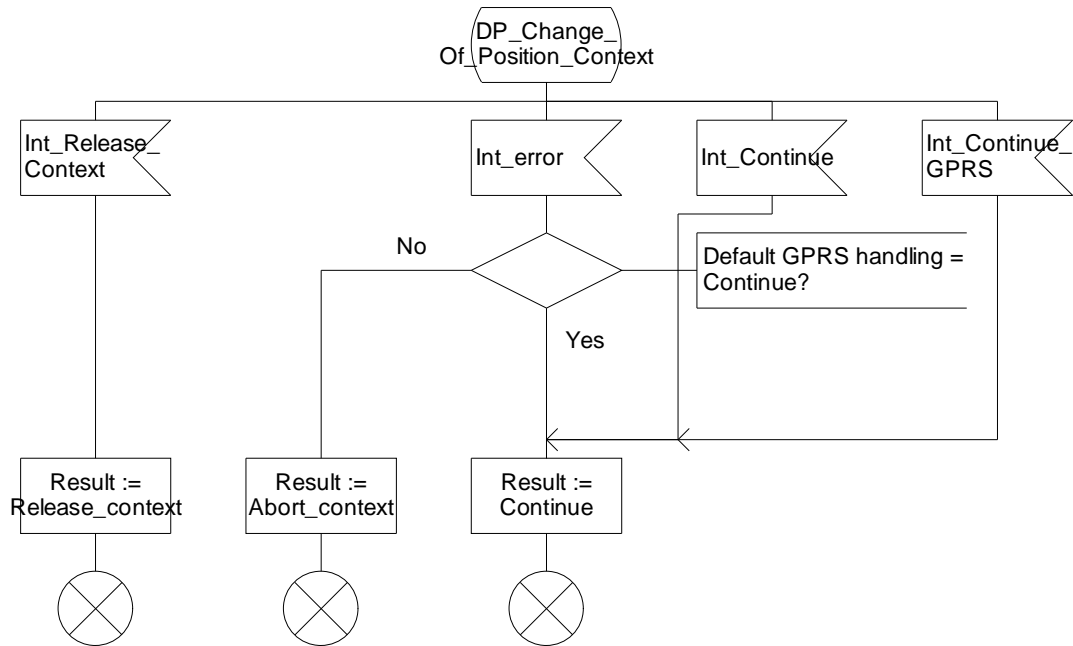 DP_Change_
Of_Position_Context
Int_Release_
Context
Int_error
Int_Continue
Int_Continue_
GPRS
No
Default GPRS handling =
Continue?
Yes
Result :=
Release_context
Result :=
Abort_context
Result :=
Continue